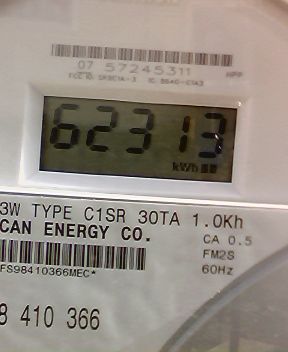 07 57245311 HPP
62313
kWh
3W TYPE C1SR 30TA 1.0Kh
CAN ENERGY CO. CA 0.5
FM2S
FS98410366MEC* 60Hz
8 410 366